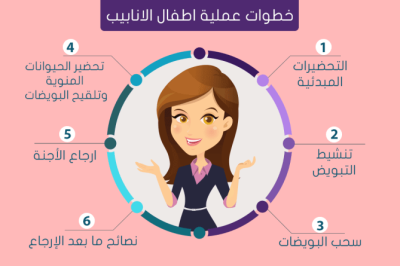 خطوات عملية اطفال الانابيب
1
التحضيرات
المبدئية
2
تنشيط
التبويض
3
سحب البويضات
4
تحضير الحيوانات
المنوية
وتلقيح البويضات
5
ارجاع الأجنة
6
نصائح ما بعد الإرجاع